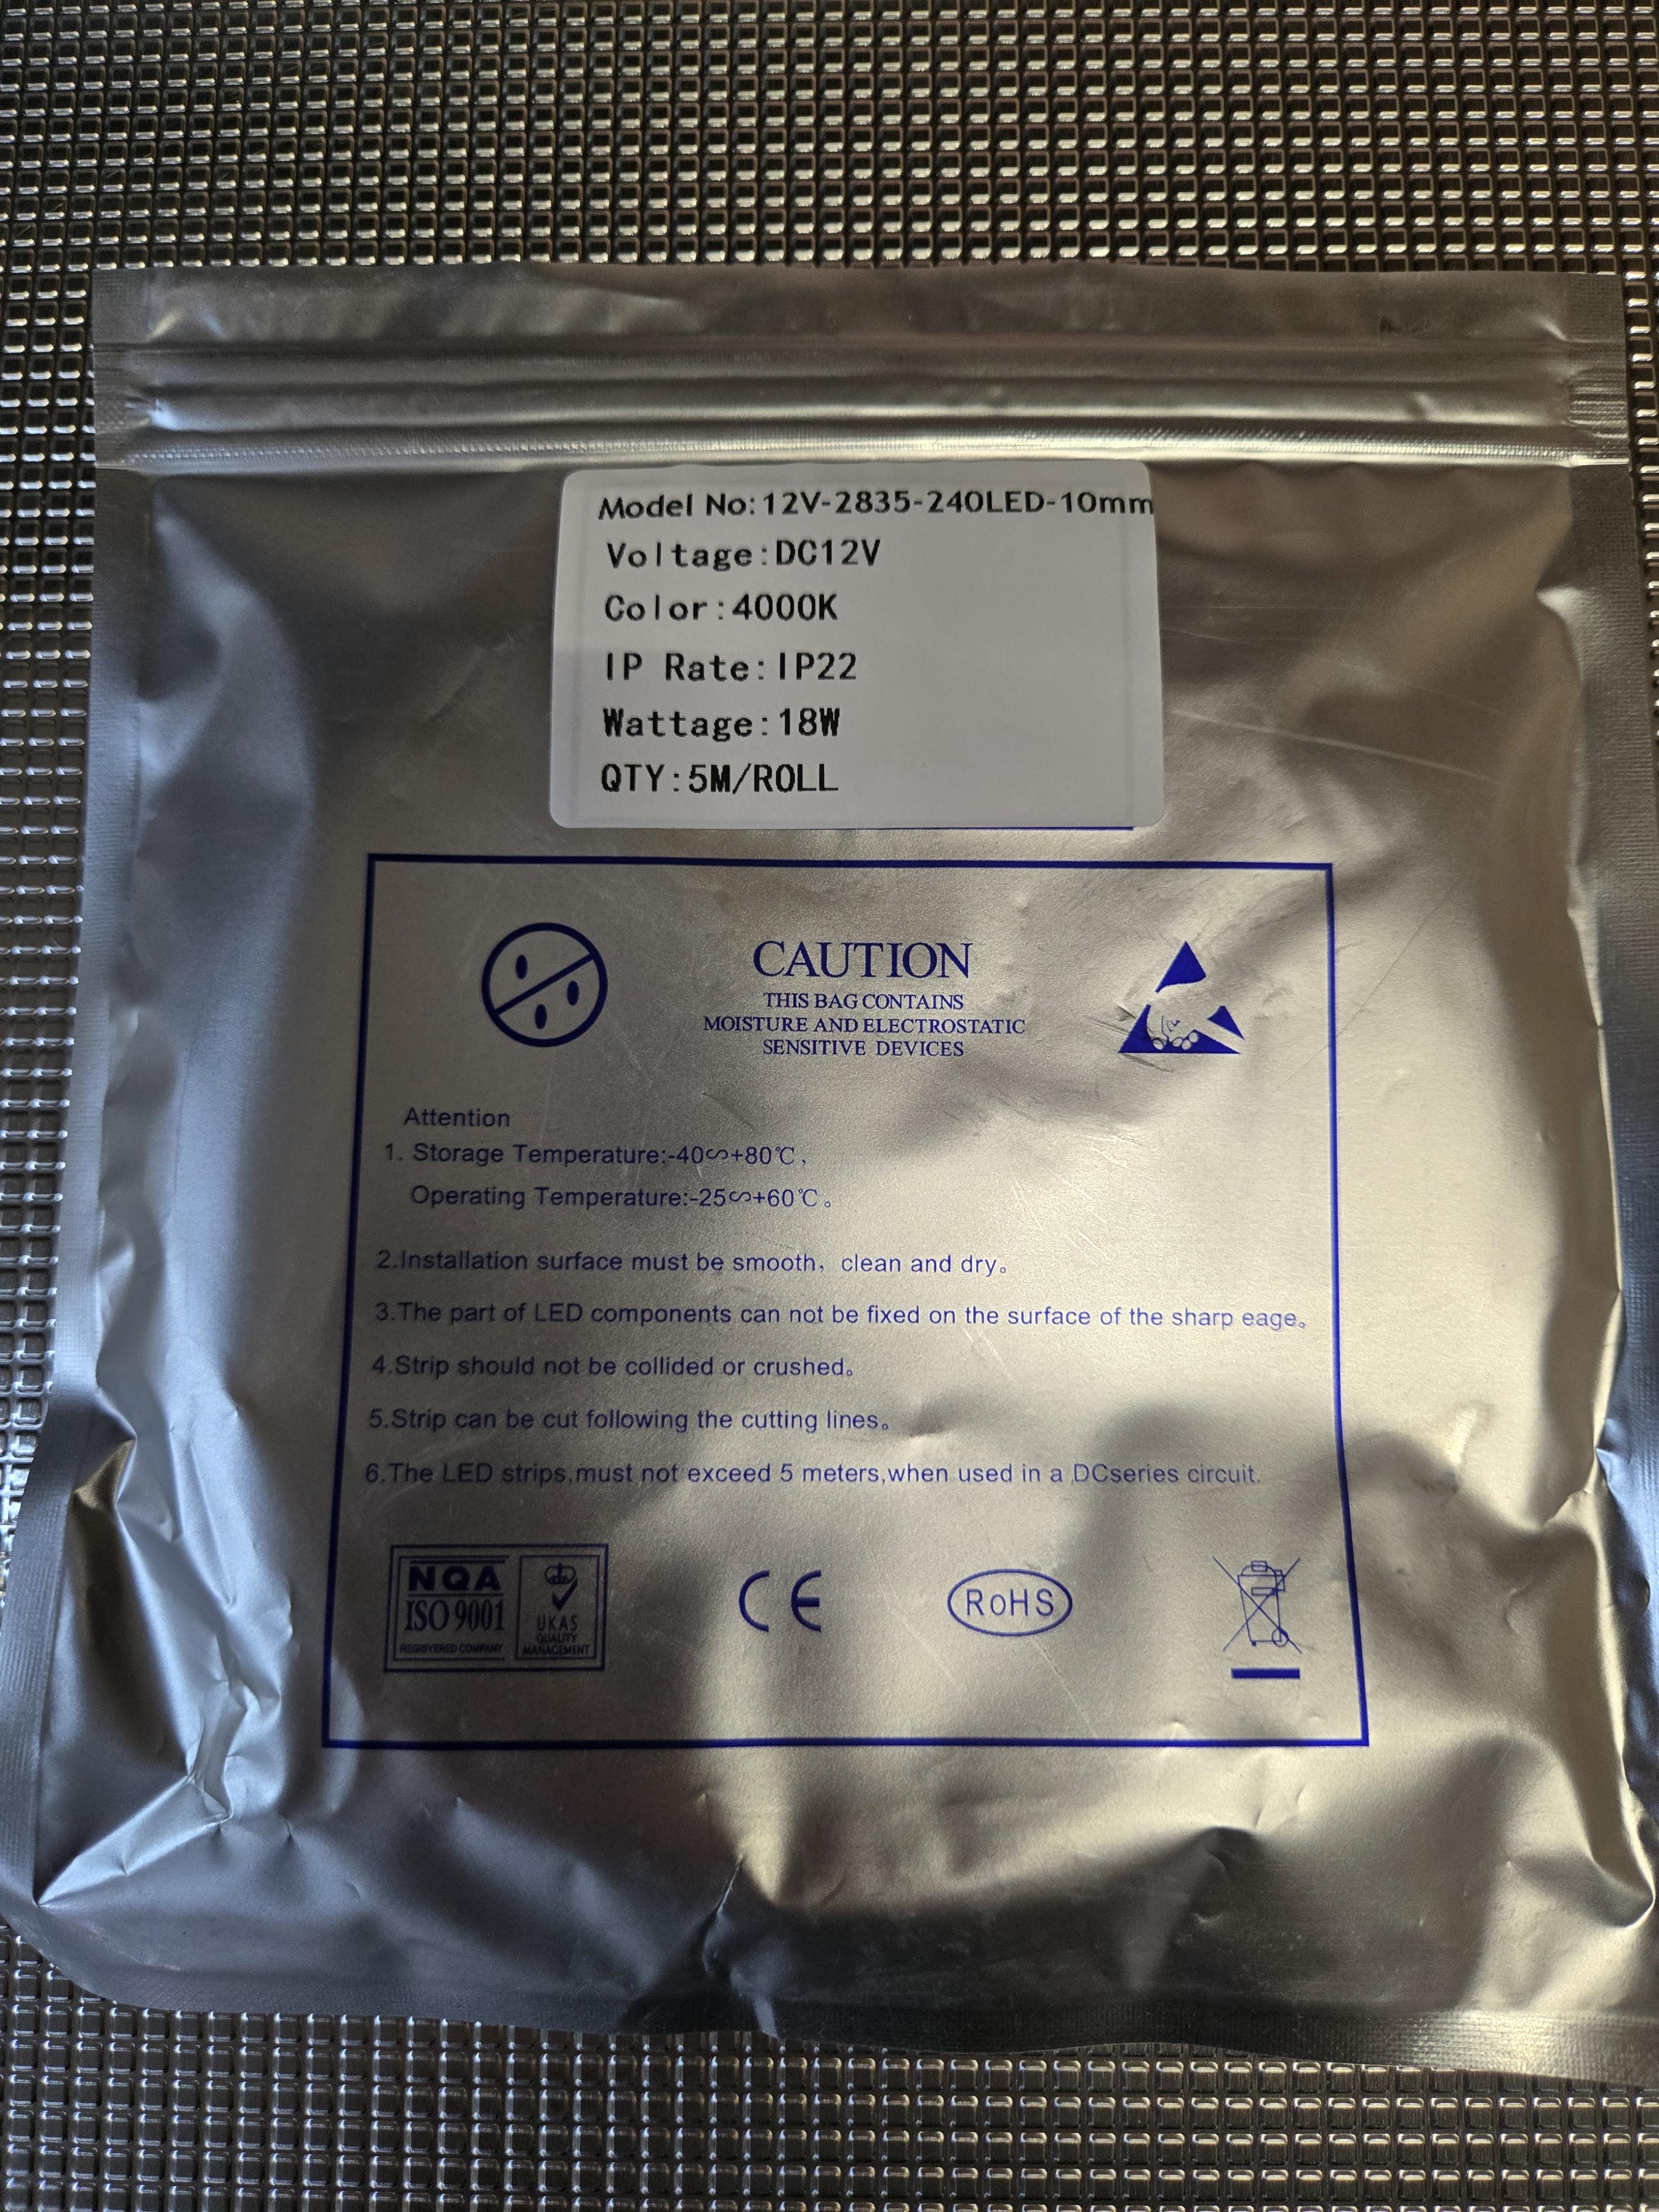 Model No:12V-2835-240LED-10mm
Voltage:DC12V
Color:4000K
IP Rate:IP22
Wattage:18W
QTY:5M/ROLL
CAUTION
THIS BAG CONTAINS
MOISTURE AND ELECTROSTATIC
SENSITIVE DEVICES
Attention
1. Storage Temperature:-40∽+80℃,
Operating Temperature:-25∽+60℃。
2.Installation surface must be smooth，clean and dry。
3.The part of LED components can not be fixed on the surface of the sharp eage。
4.Strip should not be collided or crushed。
5.Strip can be cut following the cutting lines。
6.The LED strips,must not exceed 5 meters,when used in a DCseries circuit.
NQA
ISO 9001
REGISYERED COMPANY
UKAS
QUALITY
MANAGEMENT
CE
RoHS